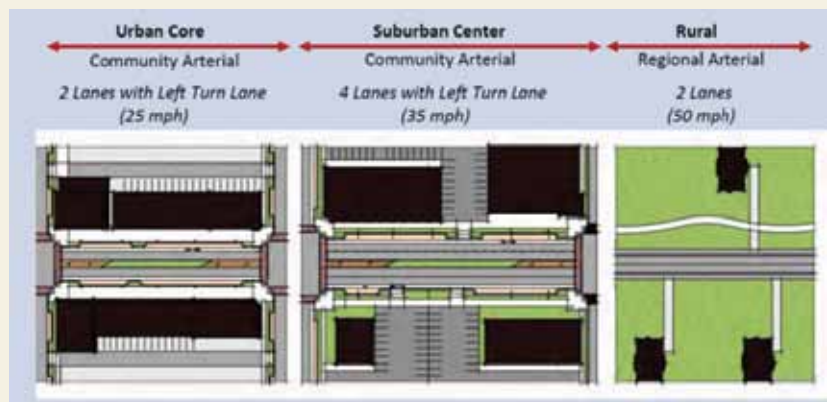 Urban Core
Community Arterial
2 Lanes with Left Turn Lane
(25 mph)
Suburban Center
Community Arterial
4 Lanes with Left Turn Lane
(35 mph)
Rural
Regional Arterial
2 Lanes
(50 mph)